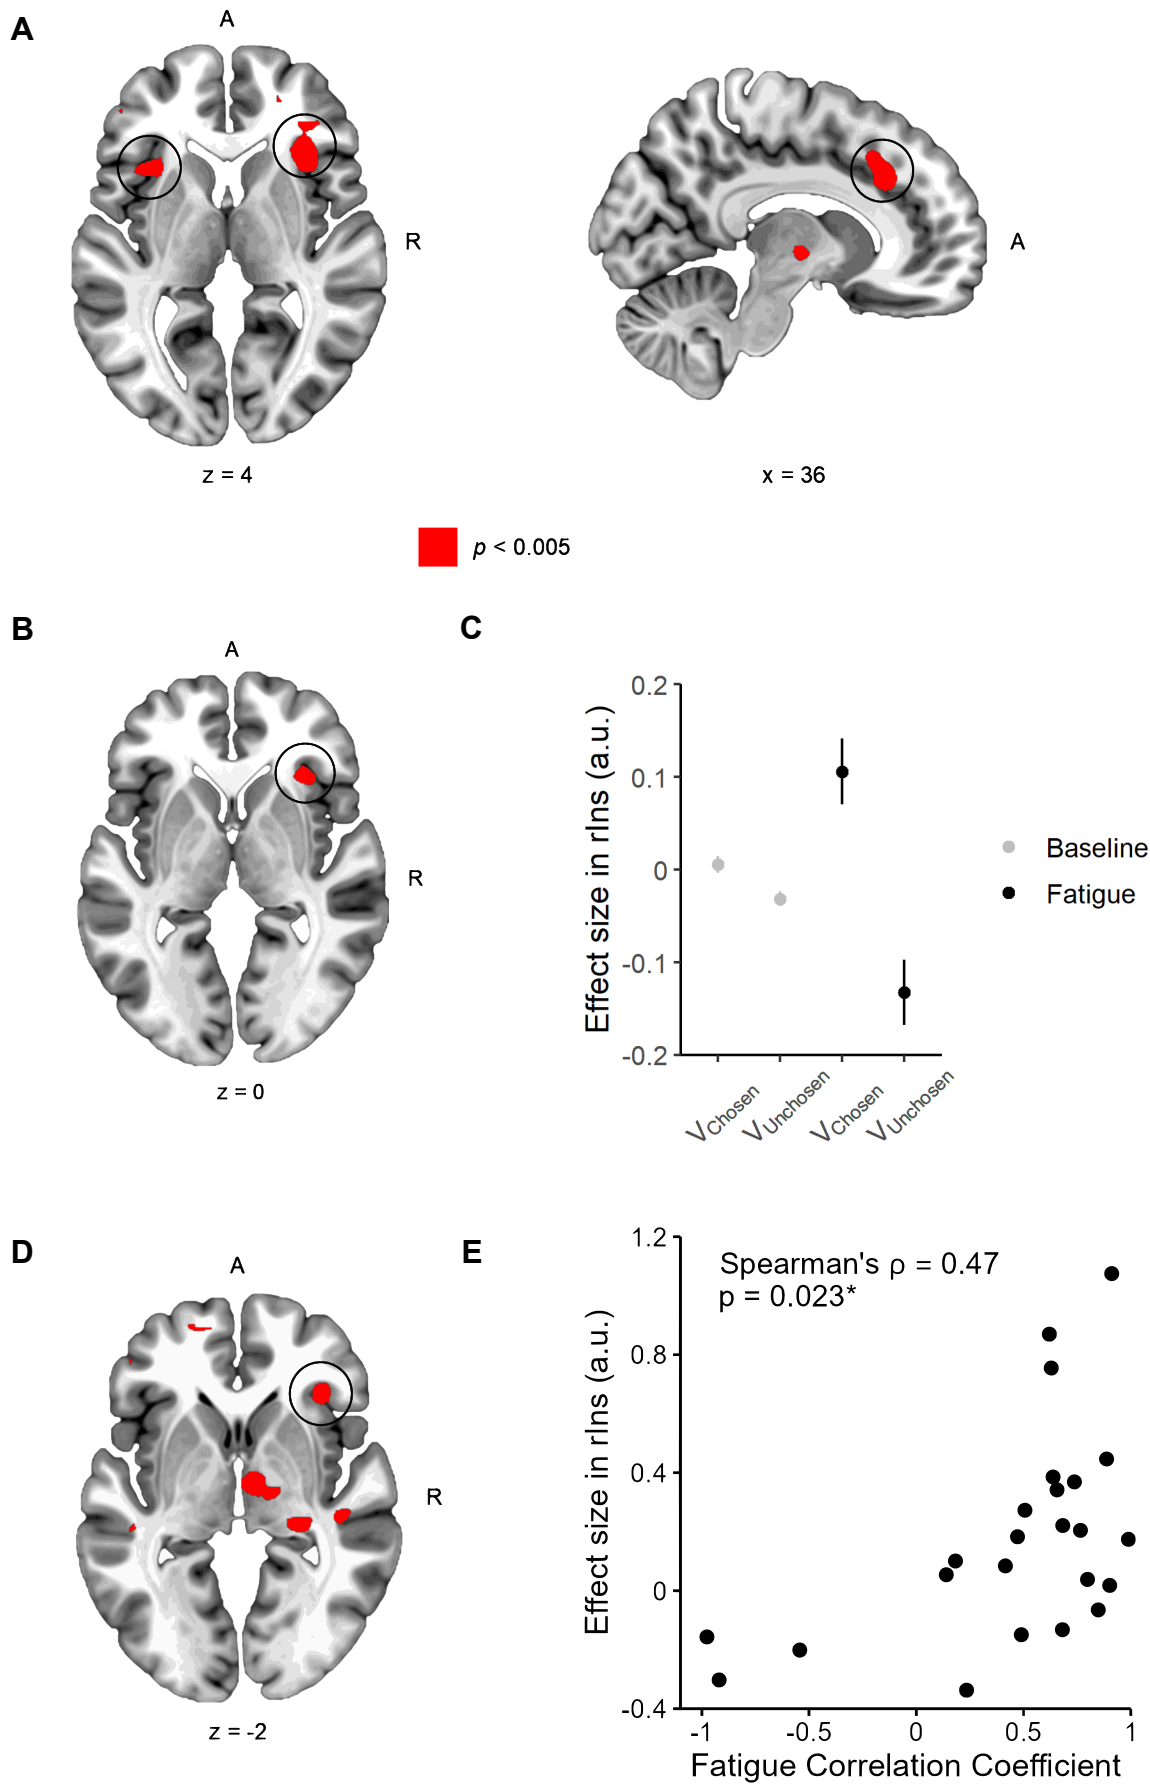 A
A
R
A
z = 4
x = 36
p < 0.005
B
A
R
z = 0
C
Effect size in rIns (a.u.)
0.2
0.1
0
-0.1
-0.2
VChosen
VUnchosen
VChosen
VUnchosen
Baseline
Fatigue
D
A
R
z = -2
E
Spearman's ρ = 0.47
p = 0.023*
Effect size in rIns (a.u.)
1.2
0.8
0.4
0
-0.4
-1
-0.5
0
0.5
1
Fatigue Correlation Coefficient